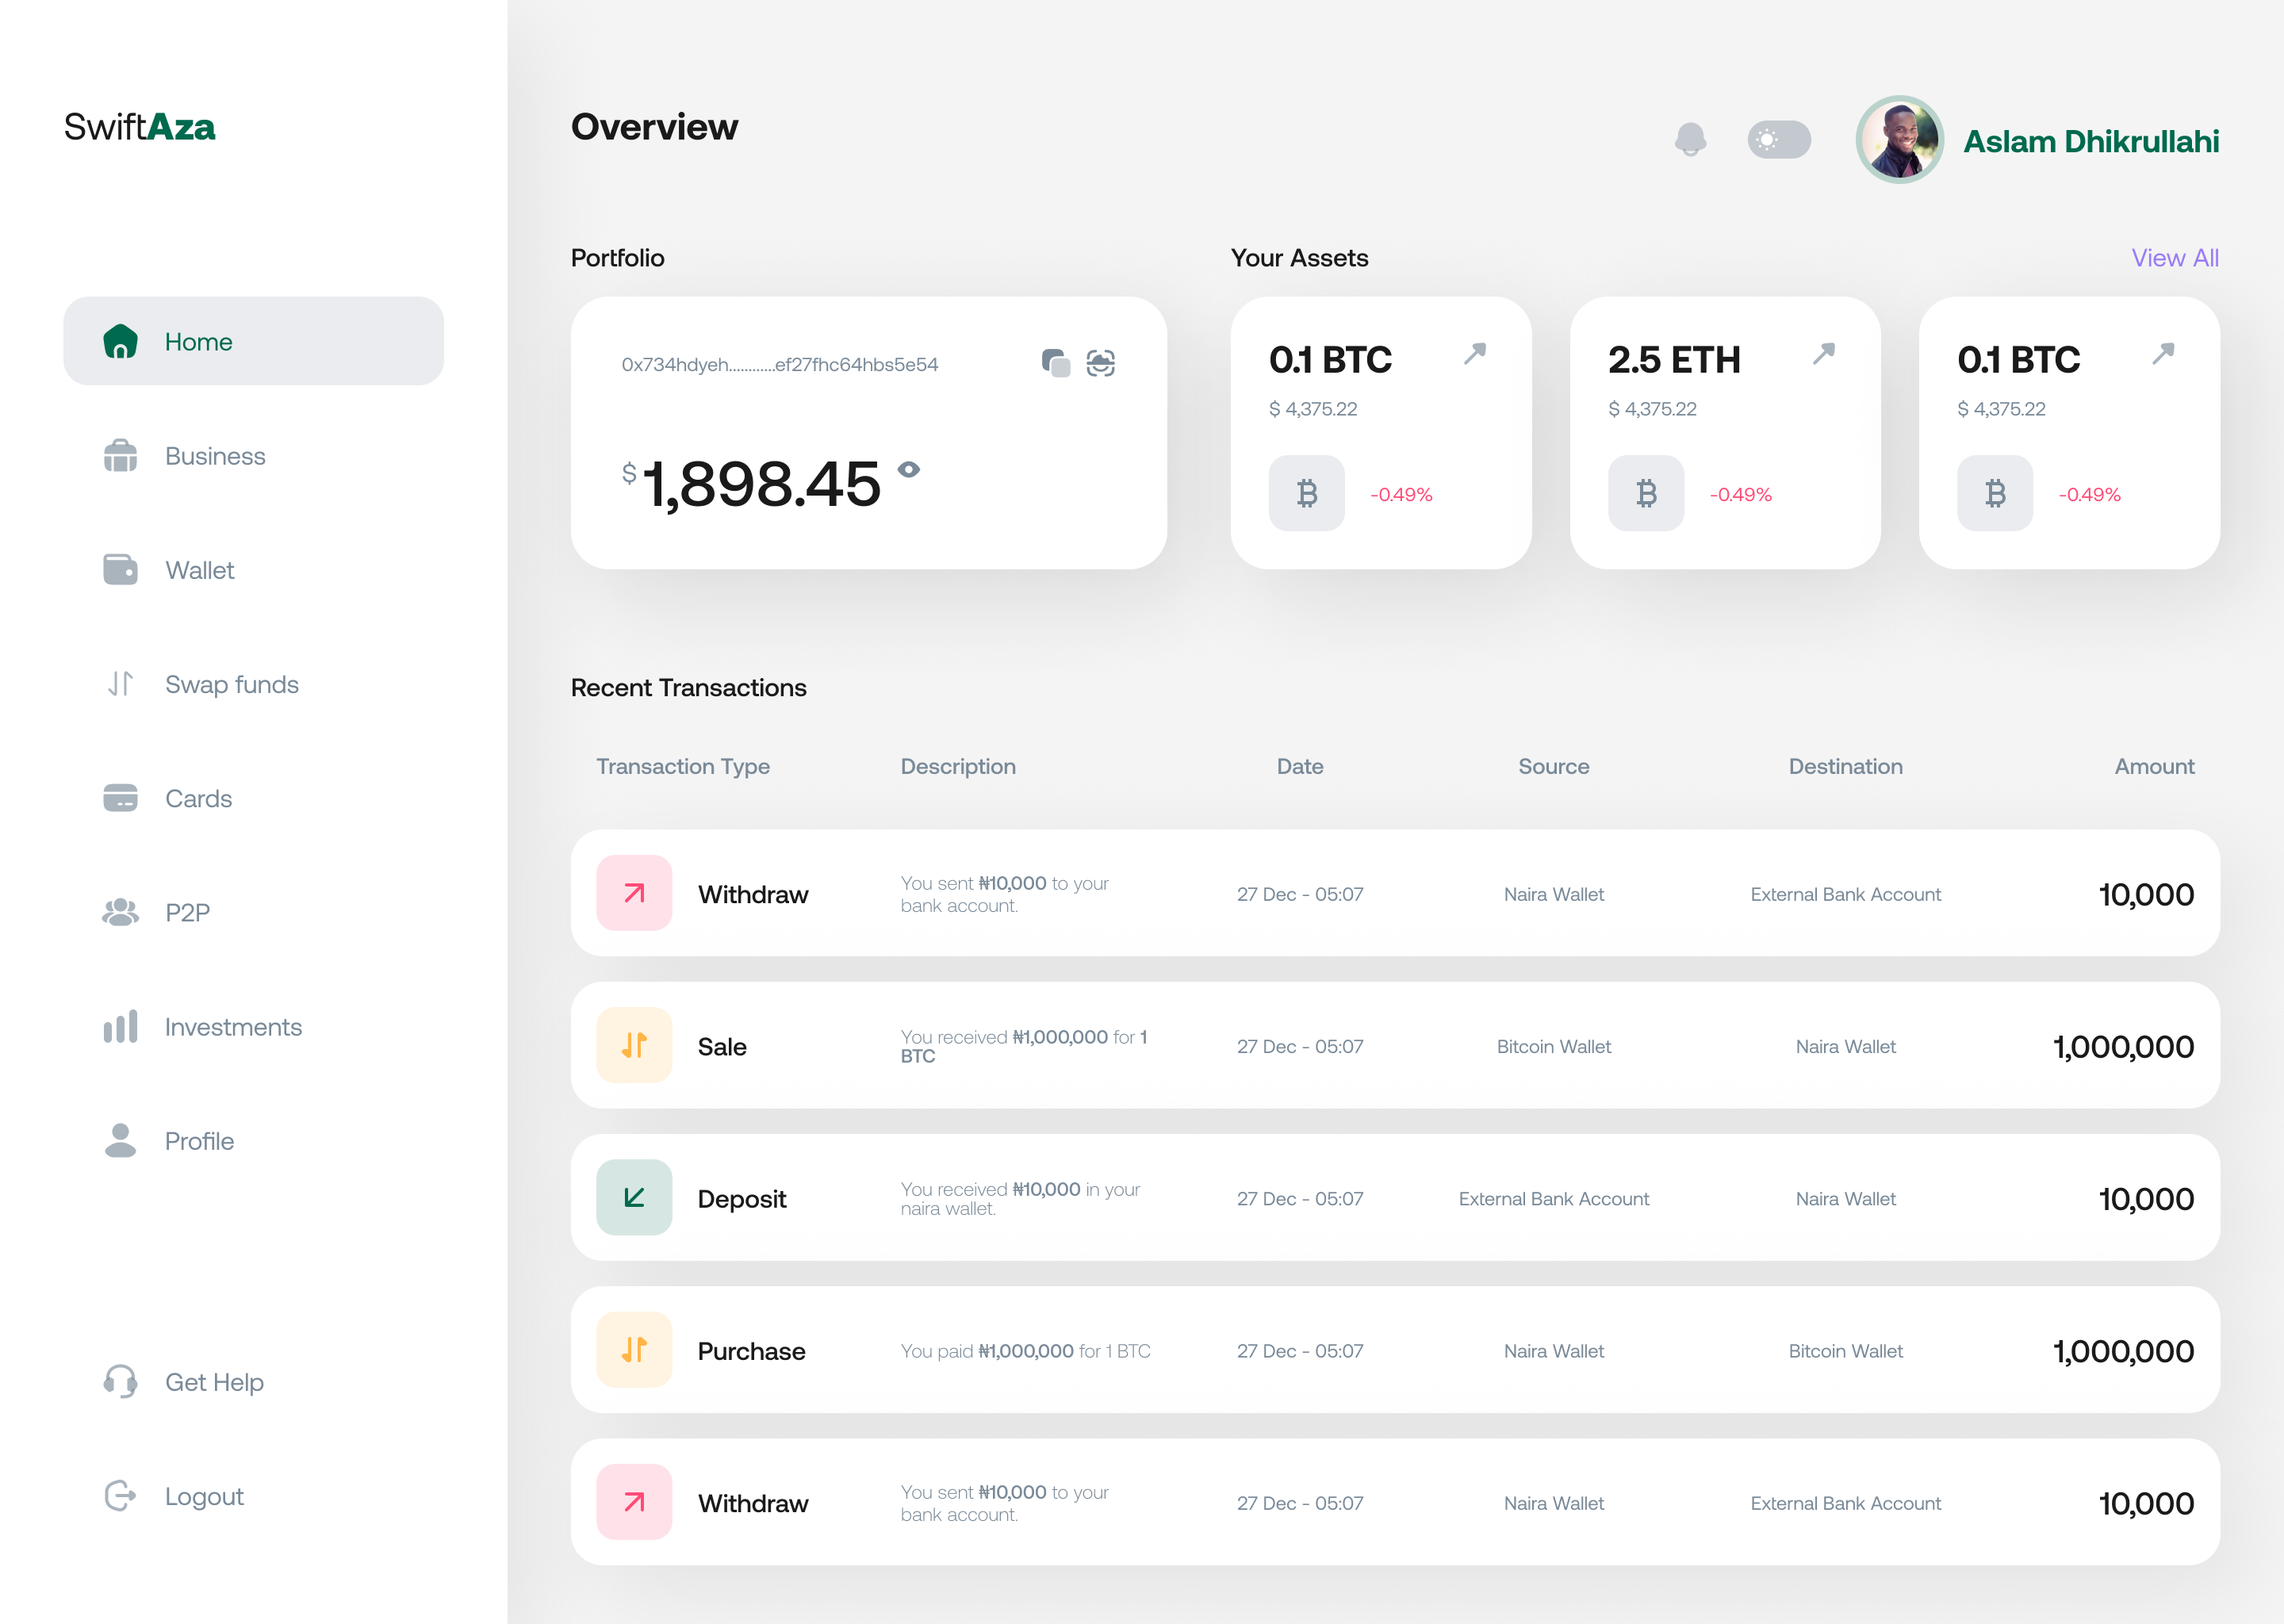 SwiftAza
Home
Business
Wallet
Swap funds
Cards
P2P
Investments
Profile
Get Help
Logout
Overview
Aslam Dhikrullahi
Portfolio
0x734hdyeh............ef27fhc64hbs5e54
$ 1,898.45
Your Assets
View All
0.1 BTC
$ 4,375.22
-0.49%
2.5 ETH
$ 4,375.22
-0.49%
0.1 BTC
$ 4,375.22
-0.49%
Recent Transactions
Transaction Type Description Date Source Destination Amount
Withdraw
You sent ₦10,000 to your
bank account.
27 Dec - 05:07
Naira Wallet
External Bank Account
10,000
Sale
You received ₦1,000,000 for 1
BTC
27 Dec - 05:07
Bitcoin Wallet
Naira Wallet
1,000,000
Deposit
You received ₦10,000 in your
naira wallet.
27 Dec - 05:07
External Bank Account
Naira Wallet
10,000
Purchase
You paid ₦1,000,000 for 1 BTC
27 Dec - 05:07
Naira Wallet
Bitcoin Wallet
1,000,000
Withdraw
You sent ₦10,000 to your
bank account.
27 Dec - 05:07
Naira Wallet
External Bank Account
10,000